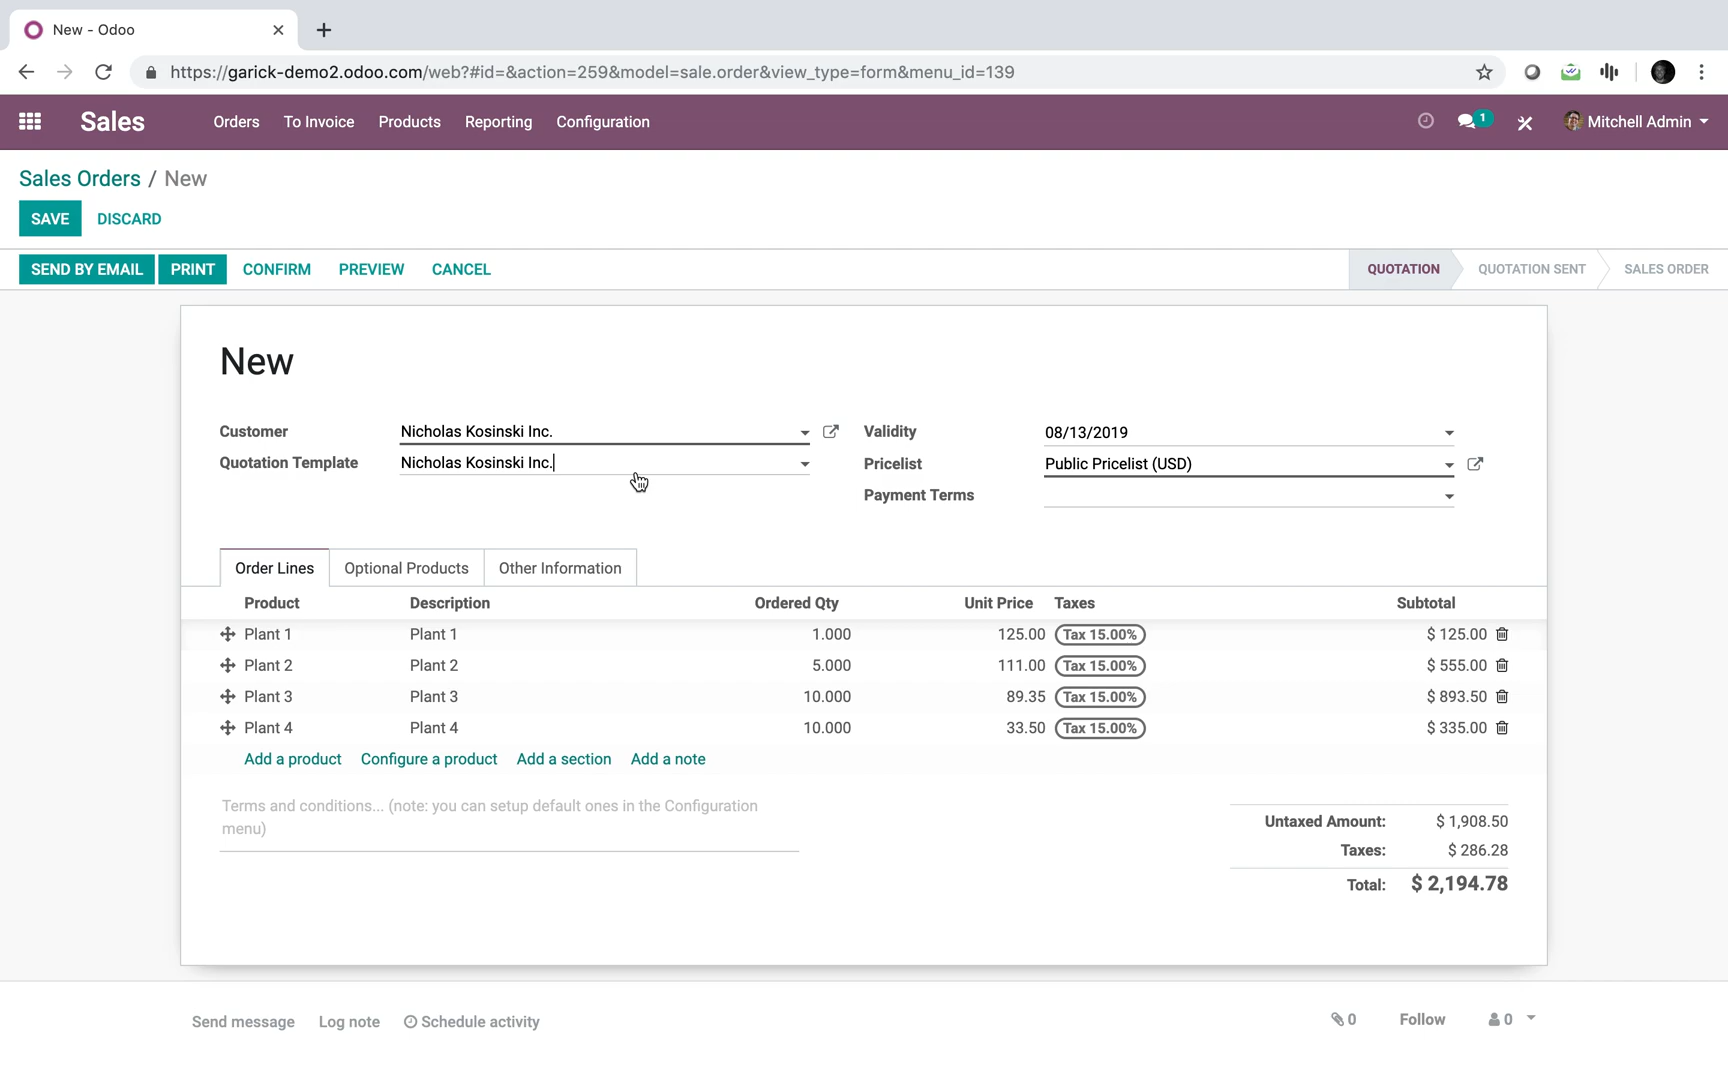 New - Odoo
https://garick-demo2.odoo.com/web?#id=&action=259&model=sale.order&view_type=form&menu_id=139
Sales Orders To Invoice Products Reporting Configuration 1 Mitchell Admin
Sales Orders / New
SAVE DISCARD
SEND BY EMAIL PRINT CONFIRM PREVIEW CANCEL QUOTATION QUOTATION SENT SALES ORDER
New
Customer Nicholas Kosinski Inc. Validity 08/13/2019
Quotation Template Nicholas Kosinski Inc. Pricelist Public Pricelist (USD)
Payment Terms
Order Lines Optional Products Other Information
Product Description Ordered Qty Unit Price Taxes Subtotal
Plant 1 Plant 1 1.000 125.00 Tax 15.00% $ 125.00
Plant 2 Plant 2 5.000 111.00 Tax 15.00% $ 555.00
Plant 3 Plant 3 10.000 89.35 Tax 15.00% $ 893.50
Plant 4 Plant 4 10.000 33.50 Tax 15.00% $ 335.00
Add a product Configure a product Add a section Add a note
Terms and conditions... (note: you can setup default ones in the Configuration
menu)
Untaxed Amount: $ 1,908.50
Taxes: $ 286.28
Total: $ 2,194.78
Send message Log note Schedule activity 0 Follow 0